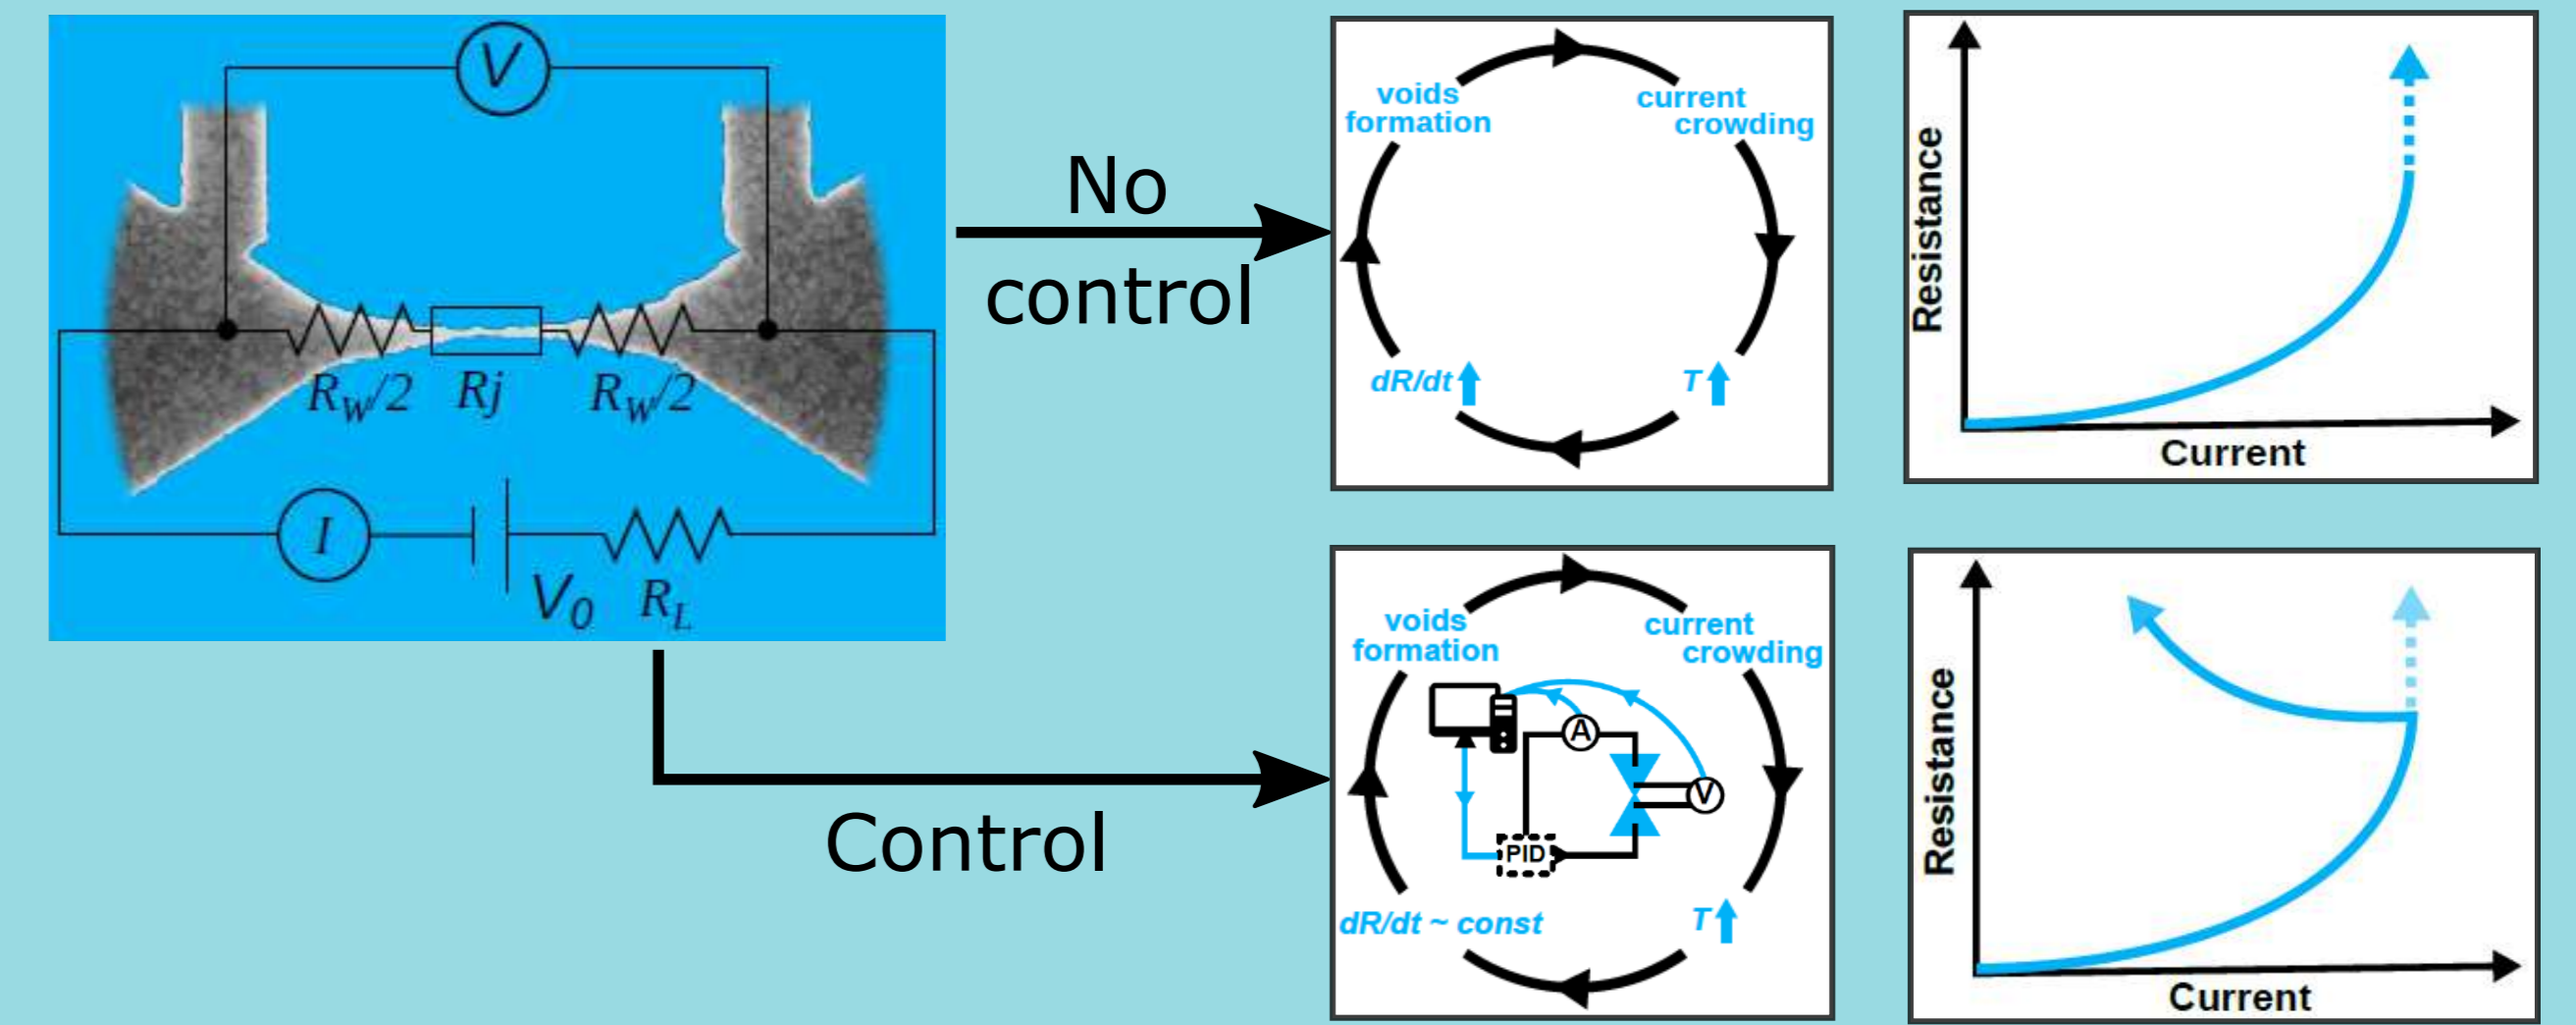 V
R_W/2
Rj
R_W/2
I
V_0
R_L
No
control
voids
formation
current
crowding
dR/dt
T
Resistance
Current
Control
voids
formation
current
crowding
A
V
PID
dR/dt ~ const
T
Resistance
Current